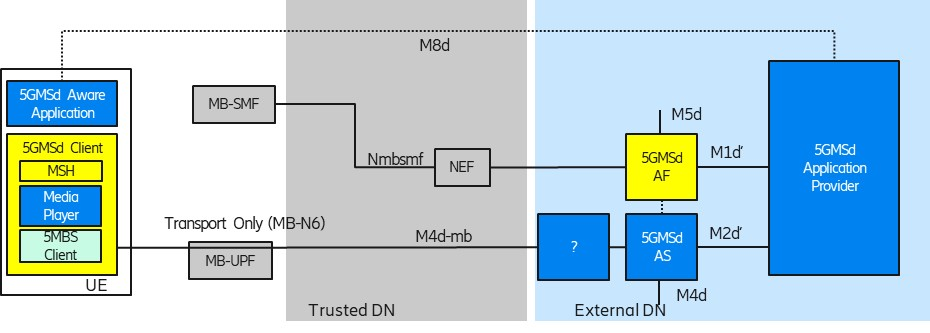 M8d
5GMSd Aware
Application
5GMSd Client
MSH
Media
Player
5MBS
Client
UE
MB-SMF
Nmbsmf
NEF
Transport Only (MB-N6)
MB-UPF
M4d-mb
Trusted DN
M5d
5GMSd
AF
M1d’
?
5GMSd
AS
M2d’
M4d
External DN
5GMSd
Application
Provider